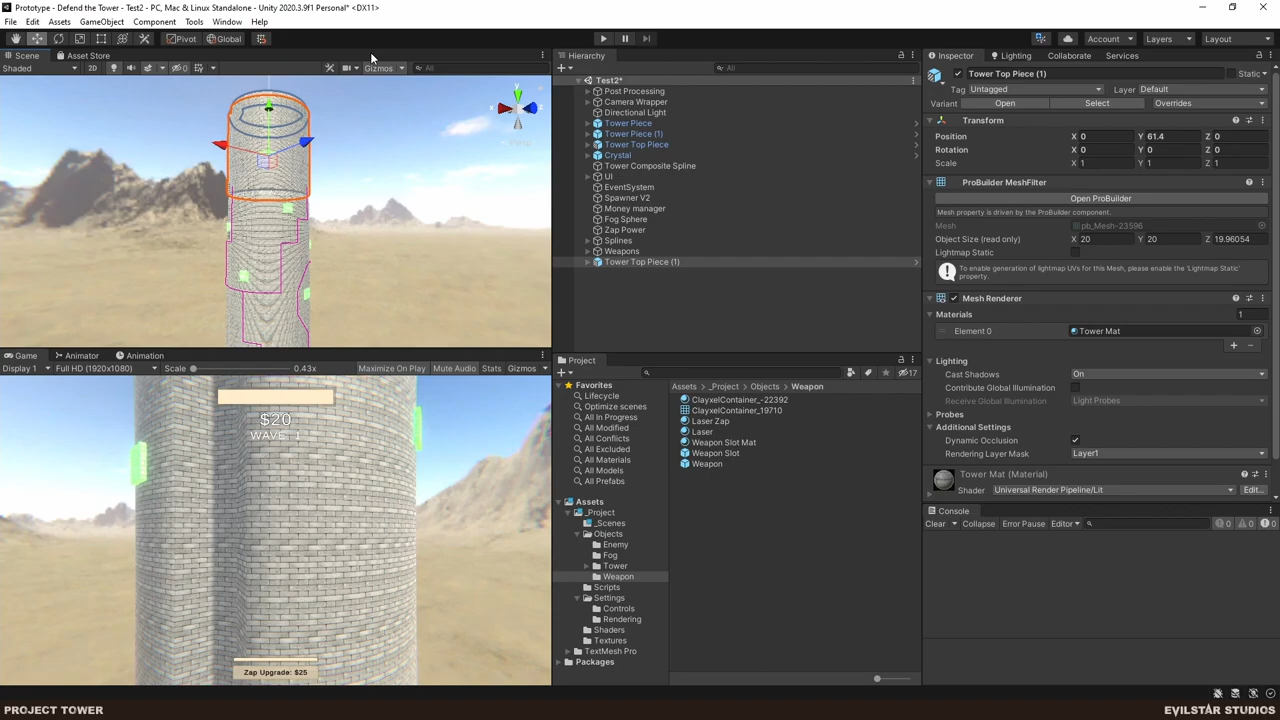 Prototype - Defend the Tower - Test2 - PC, Mac & Linux Standalone - Unity 2020.3.9f1 Personal* <DX11>
File Edit Assets GameObject Component Tools Window Help
Pivot Global Account Layers Layout
Scene Asset Store
Shaded 2D 0 Gizmos All
y x z Persp
Game Animator Animation
Display 1 Full HD (1920x1080) Scale 0.43x Maximize On Play Mute Audio Stats Gizmos
$20
WAVE: 1
Zap Upgrade: $25
Hierarchy
All
Test2*
Post Processing
Camera Wrapper
Directional Light
Tower Piece
Tower Piece (1)
Tower Top Piece
Crystal
Tower Composite Spline
UI
EventSystem
Spawner V2
Money manager
Fog Sphere
Zap Power
Splines
Weapons
Tower Top Piece (1)
Project
17
Favorites
Lifecycle
Optimize scenes
All In Progress
All Modified
All Conflicts
All Excluded
All Materials
All Models
All Prefabs
Assets
_Project
_Scenes
Objects
Enemy
Fog
Tower
Weapon
Scripts
Settings
Controls
Rendering
Shaders
Textures
TextMesh Pro
Packages
Assets > _Project > Objects > Weapon
ClayxelContainer_-22392
ClayxelContainer_19710
Laser Zap
Laser
Weapon Slot Mat
Weapon Slot
Weapon
Inspector Lighting Collaborate Services
Tower Top Piece (1) Static
Tag Untagged Layer Default
Variant Open Select Overrides
Transform
Position X 0 Y 61.4 Z 0
Rotation X 0 Y 0 Z 0
Scale X 1 Y 1 Z 1
ProBuilder MeshFilter
Open ProBuilder
Mesh property is driven by the ProBuilder component.
Mesh pb_Mesh-23596
Object Size (read only) X 20 Y 20 Z 19.96054
Lightmap Static
To enable generation of lightmap UVs for this Mesh, please enable the 'Lightmap Static' property.
Mesh Renderer
Materials 1
Element 0 Tower Mat
Lighting
Cast Shadows On
Contribute Global Illumination
Receive Global Illumination Light Probes
Probes
Additional Settings
Dynamic Occlusion
Rendering Layer Mask Layer1
Tower Mat (Material)
Shader Universal Render Pipeline/Lit Edit...
Console
Clear Collapse Error Pause Editor 0 0 0
PROJECT TOWER
EVILSTAR STUDIOS